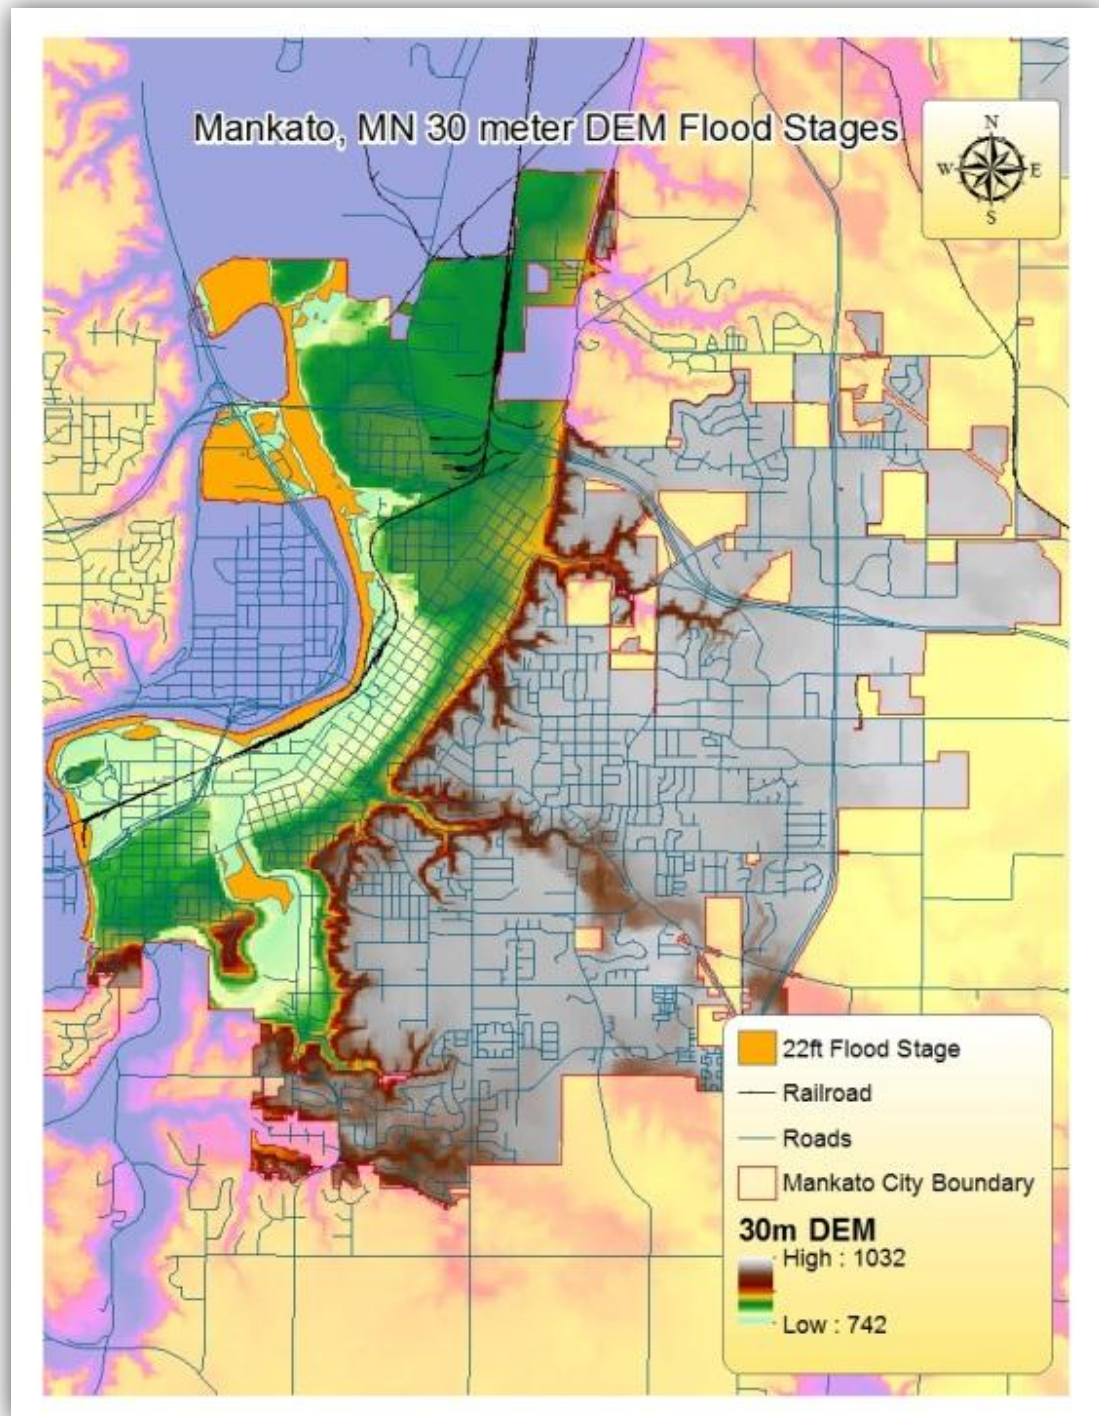 Mankato, MN 30 meter DEM Flood Stages
N
W E
S
22ft Flood Stage
Railroad
Roads
Mankato City Boundary
30m DEM
High : 1032
Low : 742